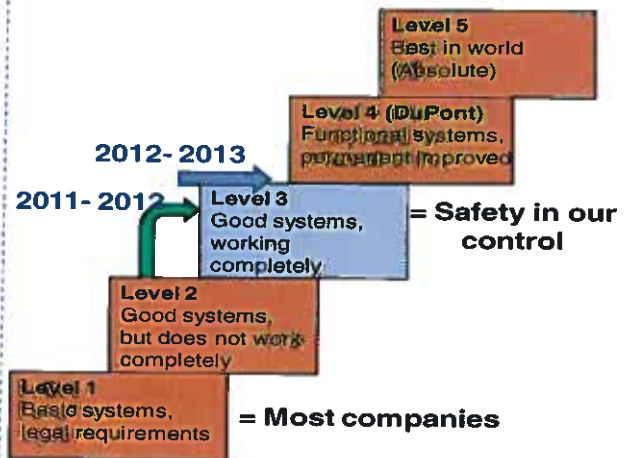 Level 5
Best in world
(Absolute)
Level 4 (DuPont)
Functional systems,
permanent improved
2012- 2013
2011- 2012
Level 3
Good systems,
working
completely
= Safety in our
control
Level 2
Good systems,
but does not work
completely
Level 1
Basic systems,
legal requirements
= Most companies